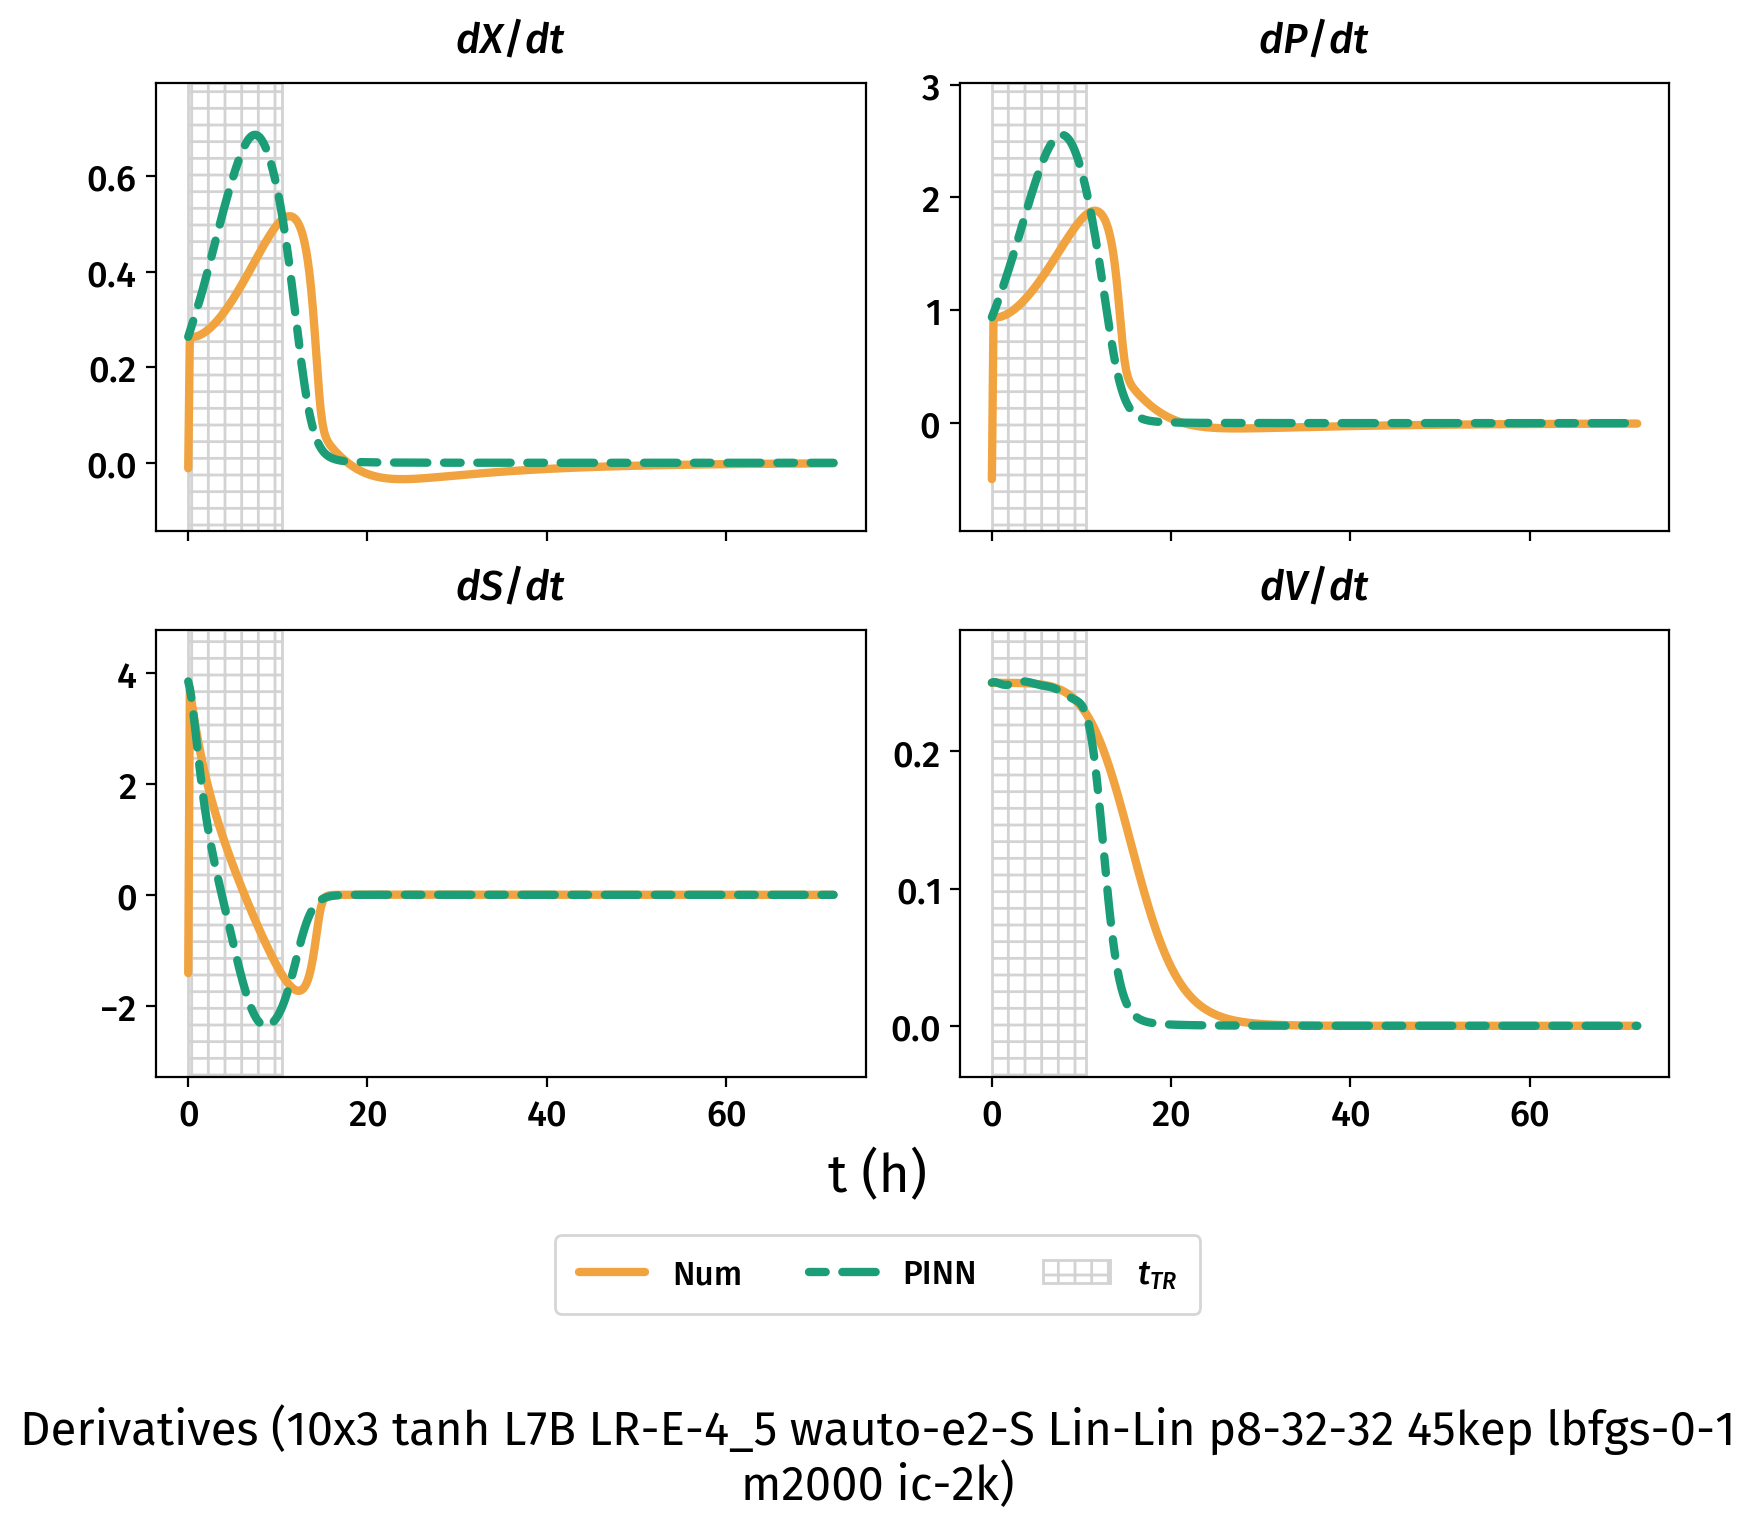 dX/dt
dP/dt
0.6
0.4
0.2
0.0
3
2
1
0
dS/dt
dV/dt
4
2
0
−2
0.2
0.1
0.0
0 20 40 60
0 20 40 60
t (h)
Num PINN t_TR
Derivatives (10x3 tanh L7B LR-E-4_5 wauto-e2-S Lin-Lin p8-32-32 45kep lbfgs-0-1
m2000 ic-2k)